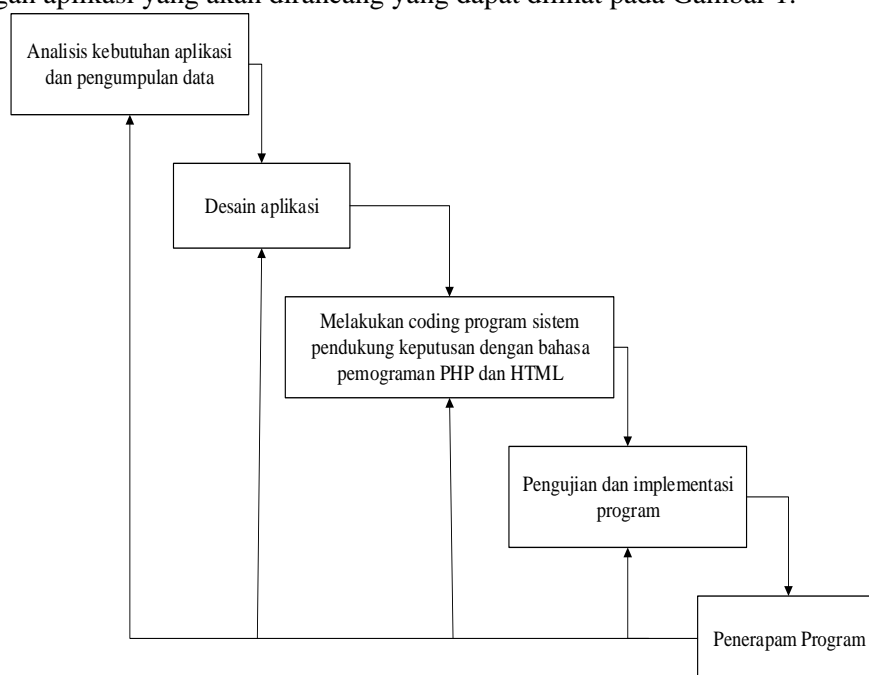 gan aplikasi yang akan dirancang yang dapat dilihat pada Gambar 1.
Analisis kebutuhan aplikasi
dan pengumpulan data
Desain aplikasi
Melakukan coding program sistem
pendukung keputusan dengan bahasa
pemograman PHP dan HTML
Pengujian dan implementasi
program
Penerapam Program